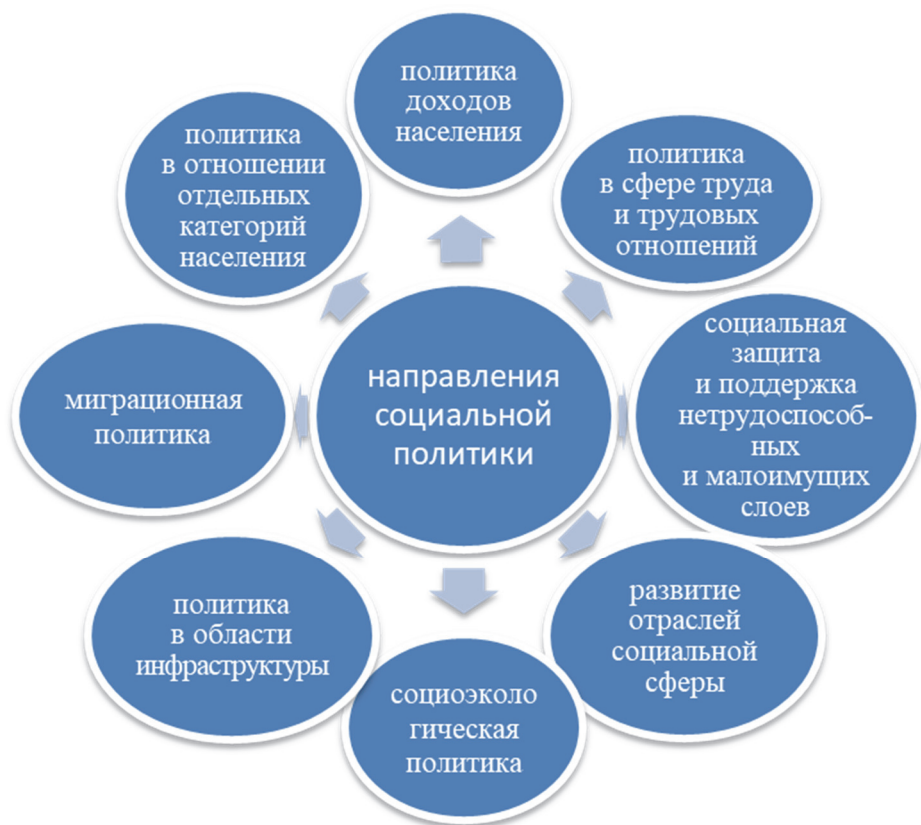 политика
доходов
населения
политика
в сфере труда
и трудовых
отношений
социальная
защита
и поддержка
нетрудоспособ-
ных
и малоимущих
слоев
развитие
отраслей
социальной
сферы
социоэколо
гическая
политика
политика
в области
инфраструктуры
миграционная
политика
политика
в отношении
отдельных
категорий
населения
направления
социальной
политики